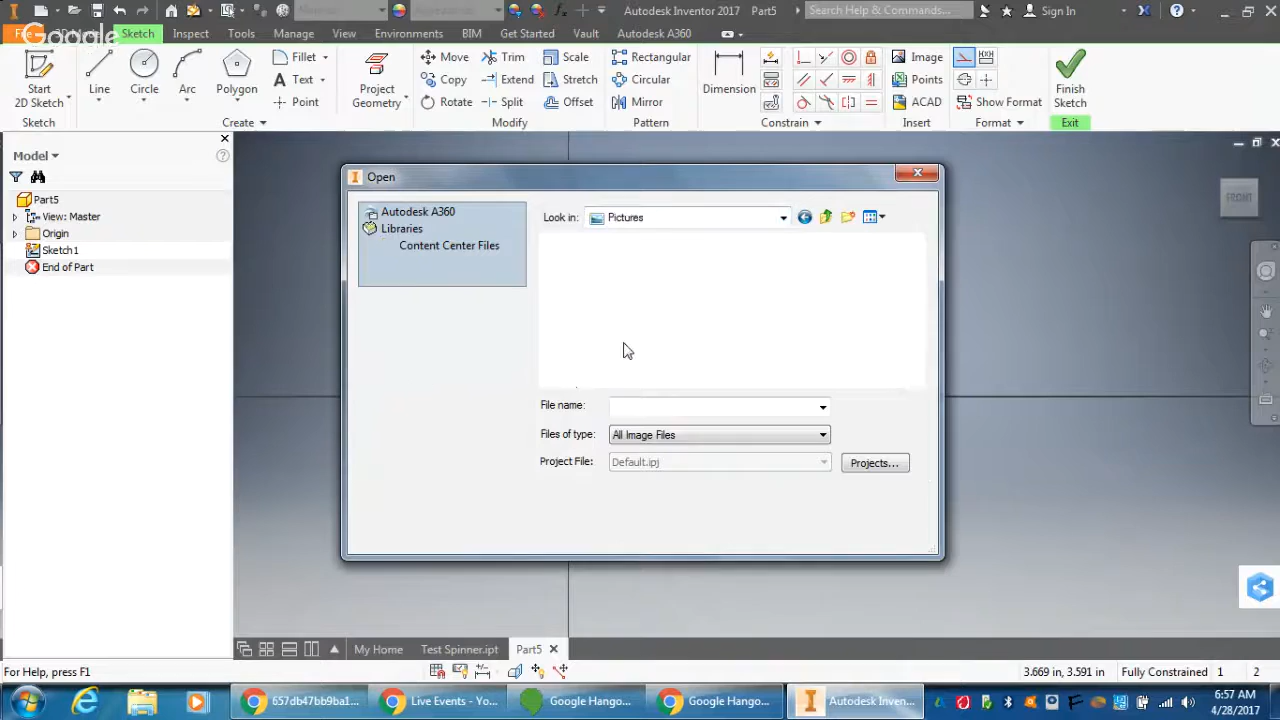 Autodesk Inventor 2017 Part5
Search Help & Commands...
Sign In
Google
Sketch
Inspect
Tools
Manage
View
Environments
BIM
Get Started
Vault
Autodesk A360
Start
2D Sketch
Line
Circle
Arc
Polygon
Fillet
Text
Point
Project
Geometry
Move
Copy
Rotate
Trim
Extend
Split
Scale
Stretch
Offset
Rectangular
Circular
Mirror
Dimension
Image
Points
ACAD
Show Format
Finish
Sketch
Sketch
Create
Modify
Pattern
Constrain
Insert
Format
Exit
Model
Part5
View: Master
Origin
Sketch1
End of Part
FRONT
Open
Autodesk A360
Libraries
Content Center Files
Look in:
Pictures
File name:
Files of type:
All Image Files
Project File:
Default.ipj
Projects...
My Home
Test Spinner.ipt
Part5
For Help, press F1
3.669 in, 3.591 in
Fully Constrained
1
2
657db47bb9ba1...
Live Events - Yo...
Google Hango...
Google Hango...
Autodesk Inven...
6:57 AM
4/28/2017